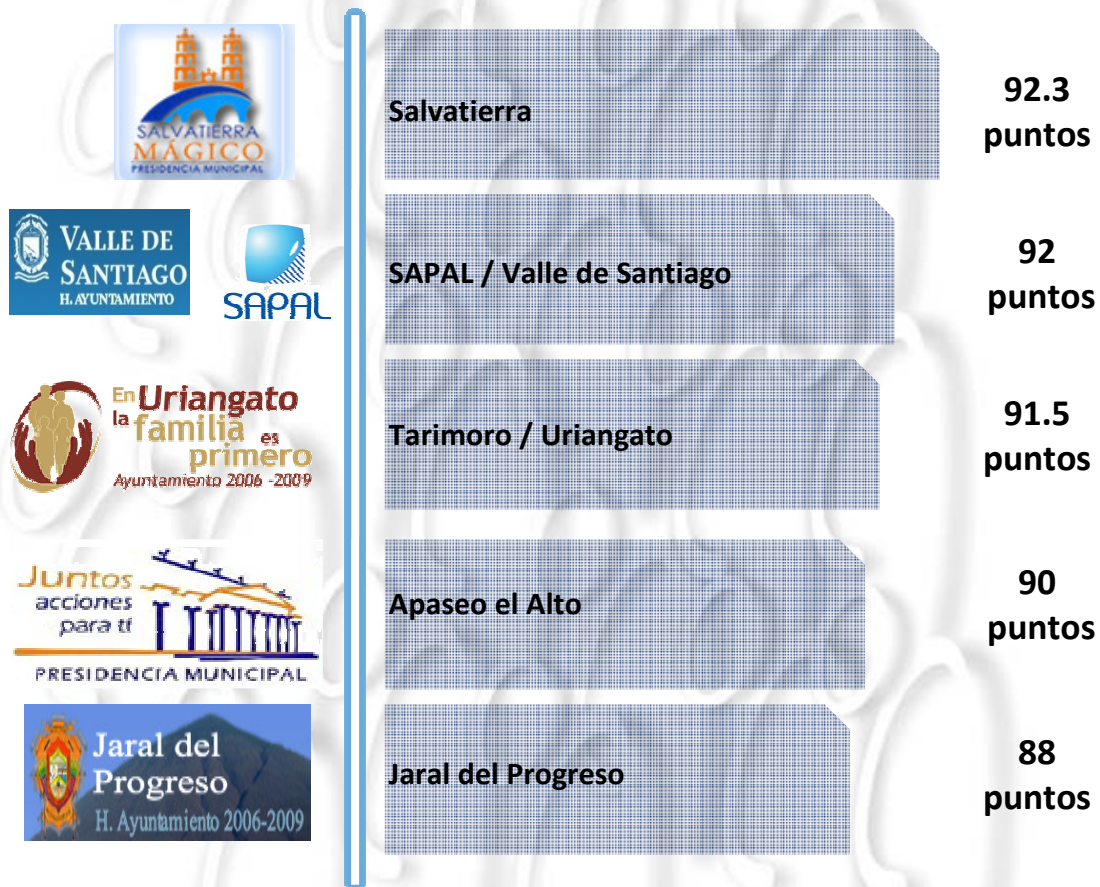 SALVATIERRA
MÁGICO
PRESIDENCIA MUNICIPAL
Salvatierra
92.3
puntos
VALLE DE
SANTIAGO
H. AYUNTAMIENTO
SAPAL
SAPAL / Valle de Santiago
92
puntos
En Uriangato
la familia es
primero
Ayuntamiento 2006 -2009
Tarimoro / Uriangato
91.5
puntos
Juntos
acciones
para tí
PRESIDENCIA MUNICIPAL
Apaseo el Alto
90
puntos
Jaral del
Progreso
H. Ayuntamiento 2006-2009
Jaral del Progreso
88
puntos